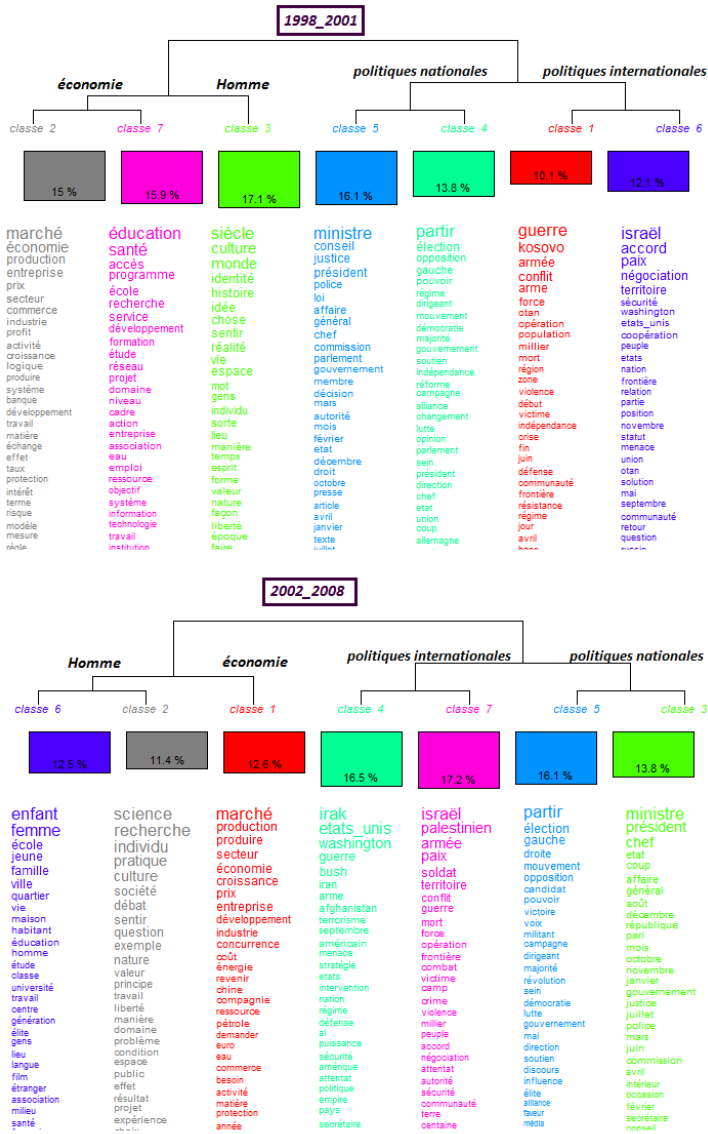 1998_2001
économie
Homme
politiques nationales
politiques internationales
classe 2
classe 7
classe 3
classe 5
classe 4
classe 1
classe 6
15 %
15.9 %
17.1 %
16.1 %
13.8 %
10.1 %
12.1 %
marché
économie
production
entreprise
prix
secteur
commerce
industrie
profit
activité
croissance
logique
produire
système
banque
développement
travail
matière
échange
effet
taux
protection
intérêt
terme
risque
modèle
mesure
règle
éducation
santé
accès
programme
école
recherche
service
développement
formation
étude
réseau
projet
domaine
niveau
cadre
action
entreprise
association
eau
emploi
ressource
objectif
système
information
technologie
travail
institution
siècle
culture
monde
identité
histoire
idée
chose
sentir
réalité
vie
espace
mot
gens
individu
sorte
lieu
manière
temps
esprit
forme
valeur
nature
façon
liberté
époque
faire
ministre
conseil
justice
président
police
loi
affaire
général
chef
commission
parlement
gouvernement
membre
décision
mars
autorité
mois
février
etat
décembre
droit
octobre
presse
article
avril
janvier
texte
juillet
partir
élection
opposition
gauche
pouvoir
régime
dirigeant
mouvement
démocratie
majorité
gouvernement
soutien
indépendance
réforme
campagne
alliance
changement
lutte
opinion
parlement
sein
président
direction
chef
etat
union
coup
allemagne
guerre
kosovo
armée
conflit
arme
force
otan
opération
population
millier
mort
région
zone
violence
début
victime
indépendance
crise
fin
juin
défense
communauté
frontière
résistance
régime
jour
avril
base
israël
accord
paix
négociation
territoire
sécurité
washington
etats_unis
coopération
peuple
etats
nation
frontière
relation
partie
position
novembre
statut
menace
union
otan
solution
mai
septembre
communauté
retour
question
russie
2002_2008
Homme
économie
politiques internationales
politiques nationales
classe 6
classe 2
classe 1
classe 4
classe 7
classe 5
classe 3
12.5 %
11.4 %
12.6 %
16.5 %
17.2 %
16.1 %
13.8 %
enfant
femme
école
jeune
famille
ville
quartier
vie
maison
habitant
éducation
homme
étude
classe
université
travail
centre
génération
élite
gens
lieu
langue
film
étranger
association
milieu
santé
science
recherche
individu
pratique
culture
société
débat
sentir
question
exemple
nature
valeur
principe
travail
liberté
manière
domaine
problème
condition
espace
public
effet
résultat
projet
expérience
choix
marché
production
produire
secteur
économie
croissance
prix
entreprise
développement
industrie
concurrence
coût
énergie
revenir
chine
compagnie
ressource
pétrole
demander
euro
eau
commerce
besoin
activité
matière
protection
année
irak
etats_unis
washington
guerre
bush
iran
arme
afghanistan
terrorisme
septembre
américain
menace
stratégie
etats
intervention
nation
régime
défense
al
puissance
sécurité
amérique
attentat
politique
empire
pays
secrétaire
israël
palestinien
armée
paix
soldat
territoire
conflit
guerre
mort
force
opération
frontière
combat
victime
camp
crime
violence
millier
peuple
accord
négociation
attentat
autorité
sécurité
communauté
terre
centaine
partir
élection
gauche
droite
mouvement
opposition
candidat
pouvoir
victoire
voix
militant
campagne
dirigeant
majorité
révolution
sein
démocratie
lutte
gouvernement
mai
direction
soutien
discours
influence
élite
alliance
faveur
média
ministre
président
chef
etat
coup
affaire
général
août
décembre
république
pari
mois
octobre
novembre
janvier
gouvernement
justice
juillet
police
mars
juin
commission
avril
intérieur
occasion
février
secrétaire
conseil